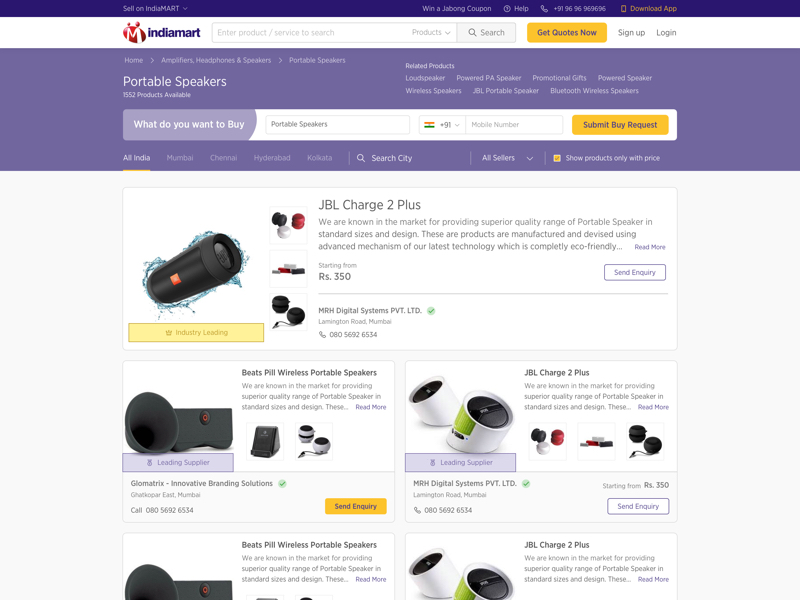 Sell on IndiaMART
Win a Jabong Coupon
Help
+91 96 96 969696
Download App
indiamart
Enter product / service to search
Products
Search
Get Quotes Now
Sign up
Login
Home
Amplifiers, Headphones & Speakers
Portable Speakers
Portable Speakers
1552 Products Available
Related Products
Loudspeaker
Powered PA Speaker
Promotional Gifts
Powered Speaker
Wireless Speakers
JBL Portable Speaker
Bluetooth Wireless Speakers
What do you want to Buy
Portable Speakers
+91
Mobile Number
Submit Buy Request
All India
Mumbai
Chennai
Hyderabad
Kolkata
Search City
All Sellers
Show products only with price
JBL Charge 2 Plus
We are known in the market for providing superior quality range of Portable Speaker in
standard sizes and design. These are products are manufactured and devised using
advanced mechanism of our latest technology which is completly eco-friendly... Read More
Starting from
Rs. 350
Send Enquiry
Industry Leading
MRH Digital Systems PVT. LTD.
Lamington Road, Mumbai
080 5692 6534
Beats Pill Wireless Portable Speakers
We are known in the market for providing
superior quality range of Portable Speaker in
standard sizes and design. These... Read More
Leading Supplier
Glomatrix - Innovative Branding Solutions
Ghatkopar East, Mumbai
Call 080 5692 6534
Send Enquiry
JBL Charge 2 Plus
We are known in the market for providing
superior quality range of Portable Speaker in
standard sizes and design. These... Read More
Leading Supplier
MRH Digital Systems PVT. LTD.
Lamington Road, Mumbai
080 5692 6534
Starting from Rs. 350
Send Enquiry
Beats Pill Wireless Portable Speakers
We are known in the market for providing
superior quality range of Portable Speaker in
standard sizes and design. These... Read More
JBL Charge 2 Plus
We are known in the market for providing
superior quality range of Portable Speaker in
standard sizes and design. These... Read More